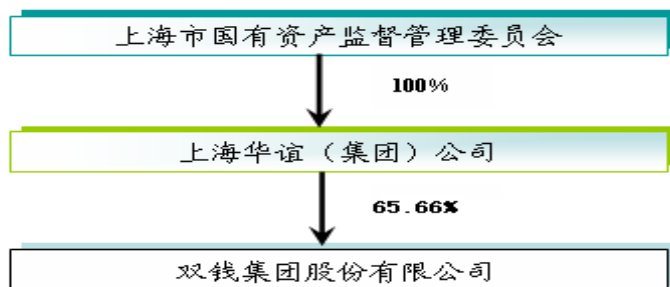 上海市国有资产监督管理委员会
100%
上海华谊（集团）公司
65.66%
双钱集团股份有限公司